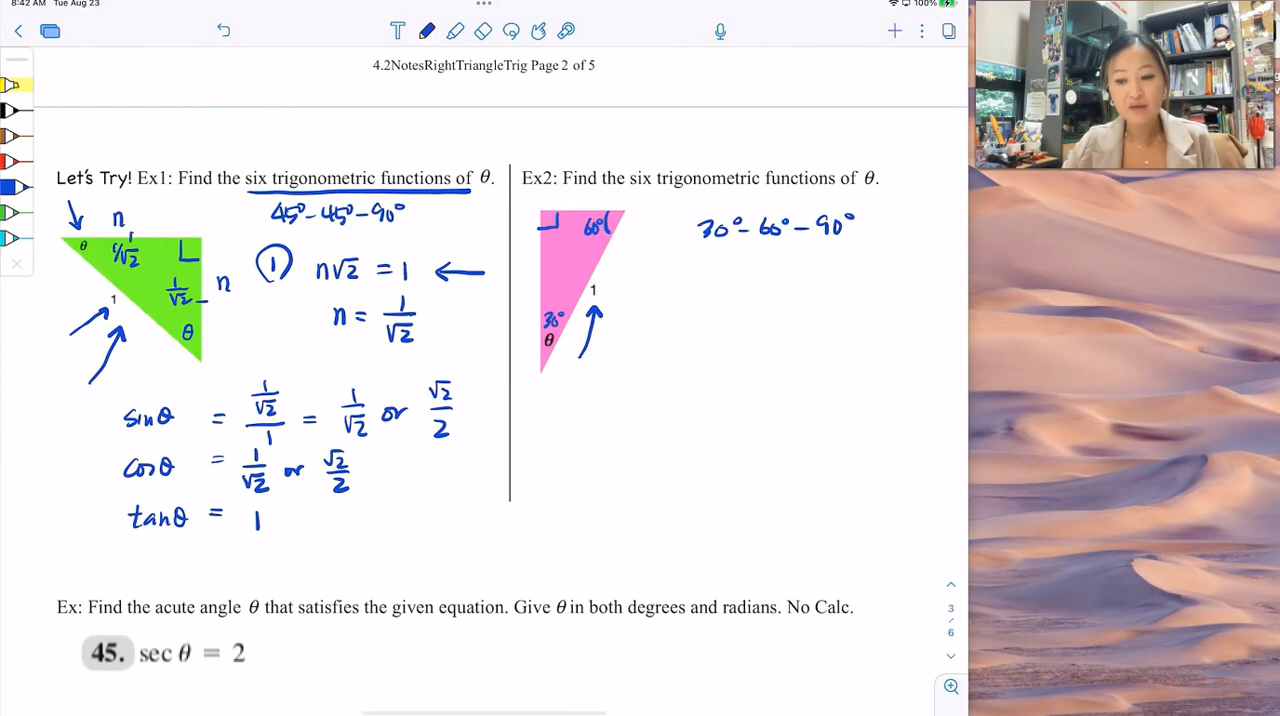 8:42 AM Tue Aug 23
100%
4.2NotesRightTriangleTrig Page 2 of 5
Let's Try! Ex1: Find the six trigonometric functions of θ.
45° - 45° - 90°
n
θ
1/√2
1/√2
n
1
θ
① n√2 = 1
n = 1/√2
sinθ = (1/√2)/1 = 1/√2 or √2/2
cosθ = 1/√2 or √2/2
tanθ = 1
Ex2: Find the six trigonometric functions of θ.
60°
30° - 60° - 90°
1
30°
θ
Ex: Find the acute angle θ that satisfies the given equation. Give θ in both degrees and radians. No Calc.
45. sec θ = 2
3
6